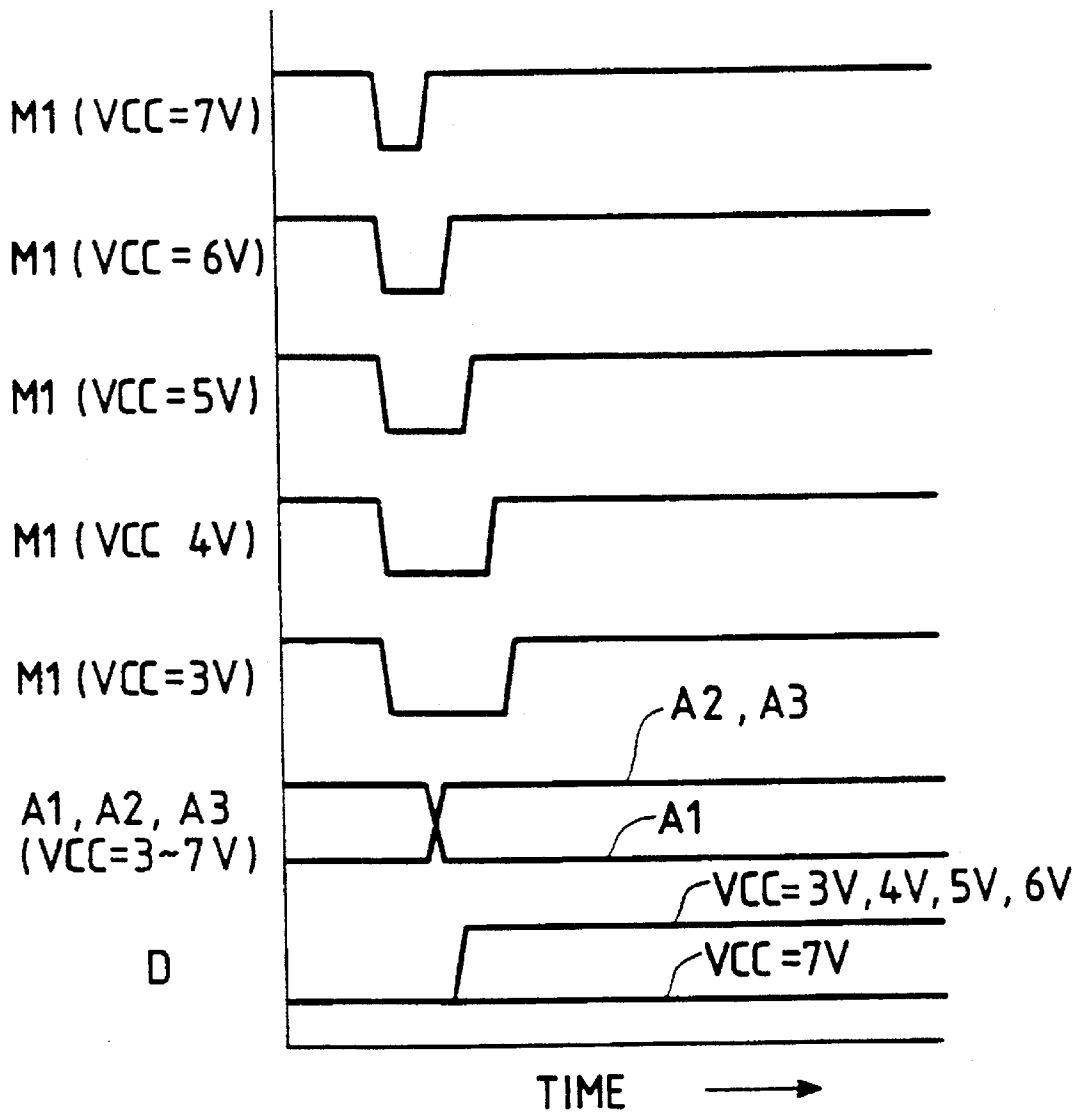 M1 (VCC=7V)
M1 (VCC=6V)
M1 (VCC=5V)
M1 (VCC 4V)
M1 (VCC=3V)
A2, A3
A1, A2, A3
(VCC=3~7V)
A1
VCC=3V, 4V, 5V, 6V
D
VCC=7V
TIME